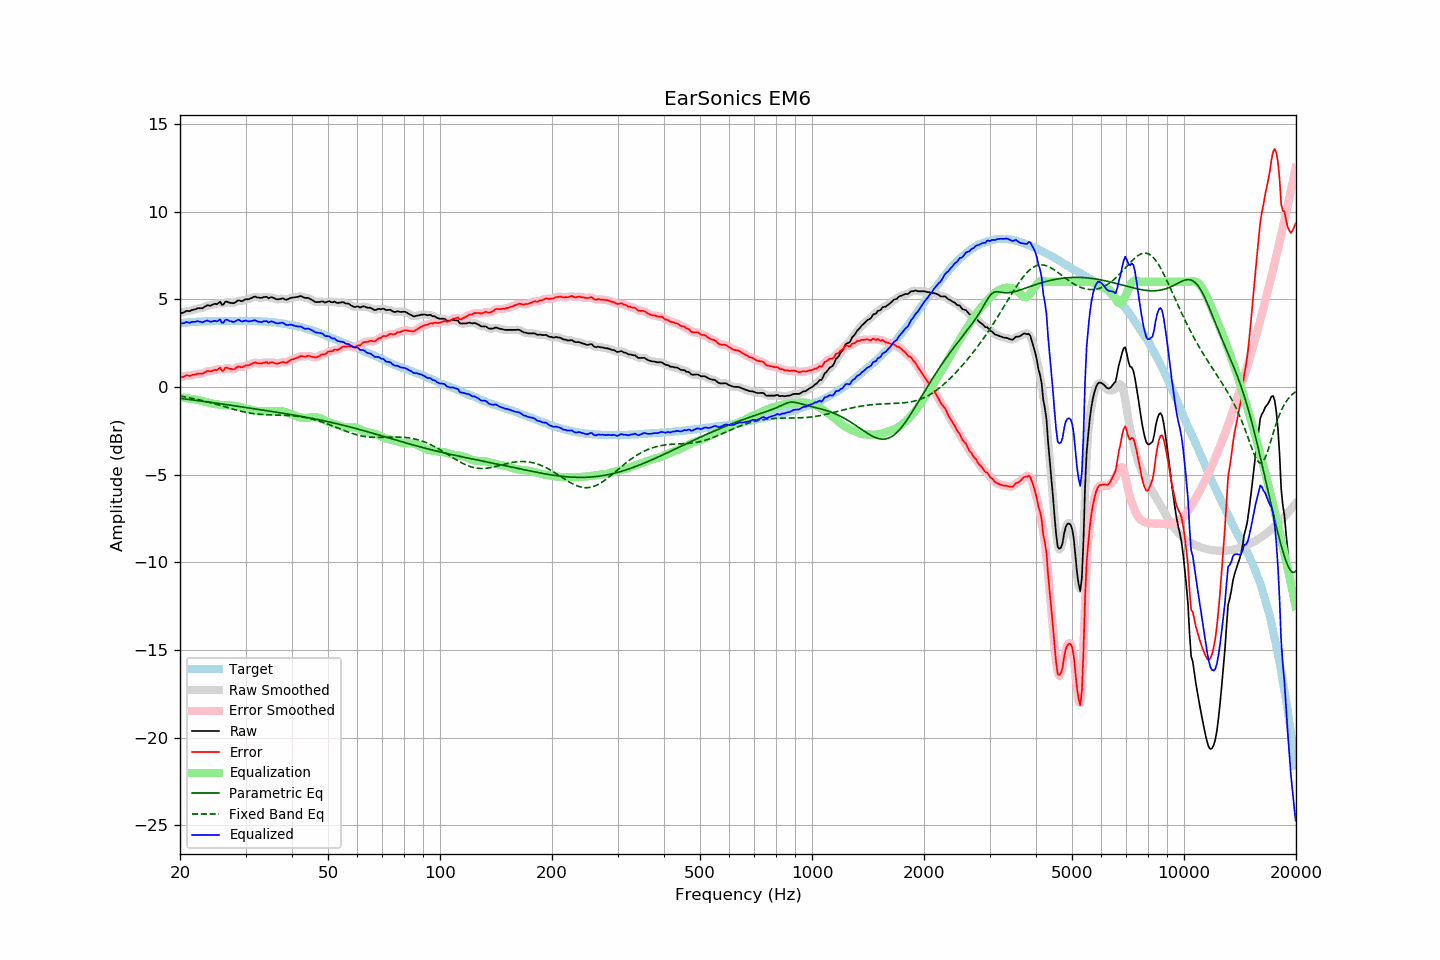 EarSonics EM6
15
10
5
0
−5
−10
−15
−20
−25
Amplitude (dBr)
Target
Raw Smoothed
Error Smoothed
Raw
Error
Equalization
Parametric Eq
Fixed Band Eq
Equalized
20 50 100 200 500 1000 2000 5000 10000 20000
Frequency (Hz)